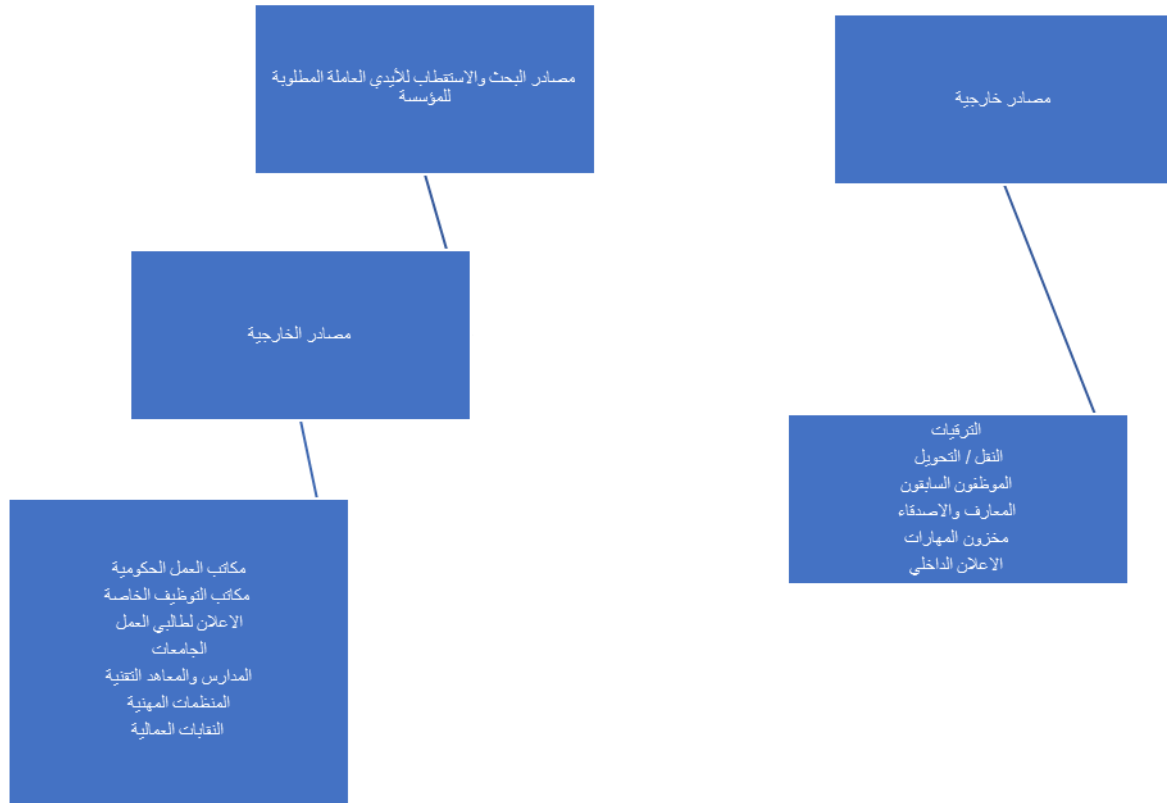 مصادر البحث والاستقطاب للأيدي العاملة المطلوبة
للمؤسسة
مصادر خارجية
مصادر الخارجية
الترقيات
النقل / التحويل
الموظفون السابقون
المعارف والاصدقاء
مخزون المهارات
الاعلان الداخلي
مكاتب العمل الحكومية
مكاتب التوظيف الخاصة
الاعلان لطالبي العمل
الجامعات
المدارس والمعاهد التقنية
المنظمات المهنية
النقابات العمالية